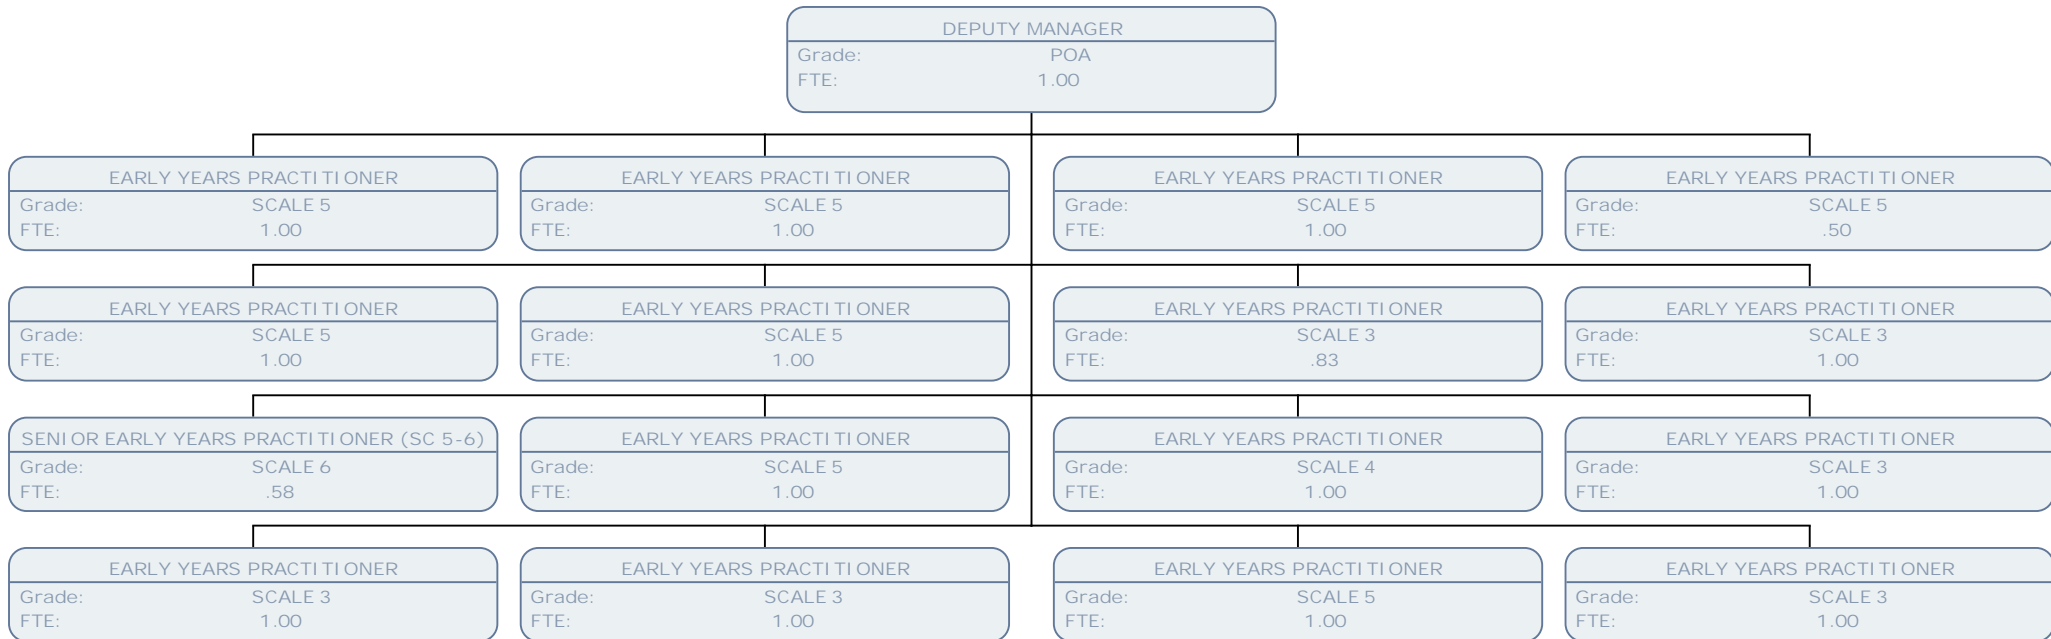 DEPUTY MANAGER
Grade: POA
FTE: 1.00
EARLY YEARS PRACTITIONER
Grade: SCALE 5
FTE: 1.00
EARLY YEARS PRACTITIONER
Grade: SCALE 5
FTE: 1.00
EARLY YEARS PRACTITIONER
Grade: SCALE 5
FTE: 1.00
EARLY YEARS PRACTITIONER
Grade: SCALE 5
FTE: .50
EARLY YEARS PRACTITIONER
Grade: SCALE 5
FTE: 1.00
EARLY YEARS PRACTITIONER
Grade: SCALE 5
FTE: 1.00
EARLY YEARS PRACTITIONER
Grade: SCALE 3
FTE: .83
EARLY YEARS PRACTITIONER
Grade: SCALE 3
FTE: 1.00
SENIOR EARLY YEARS PRACTITIONER (SC 5-6)
Grade: SCALE 6
FTE: .58
EARLY YEARS PRACTITIONER
Grade: SCALE 5
FTE: 1.00
EARLY YEARS PRACTITIONER
Grade: SCALE 4
FTE: 1.00
EARLY YEARS PRACTITIONER
Grade: SCALE 3
FTE: 1.00
EARLY YEARS PRACTITIONER
Grade: SCALE 3
FTE: 1.00
EARLY YEARS PRACTITIONER
Grade: SCALE 3
FTE: 1.00
EARLY YEARS PRACTITIONER
Grade: SCALE 5
FTE: 1.00
EARLY YEARS PRACTITIONER
Grade: SCALE 3
FTE: 1.00